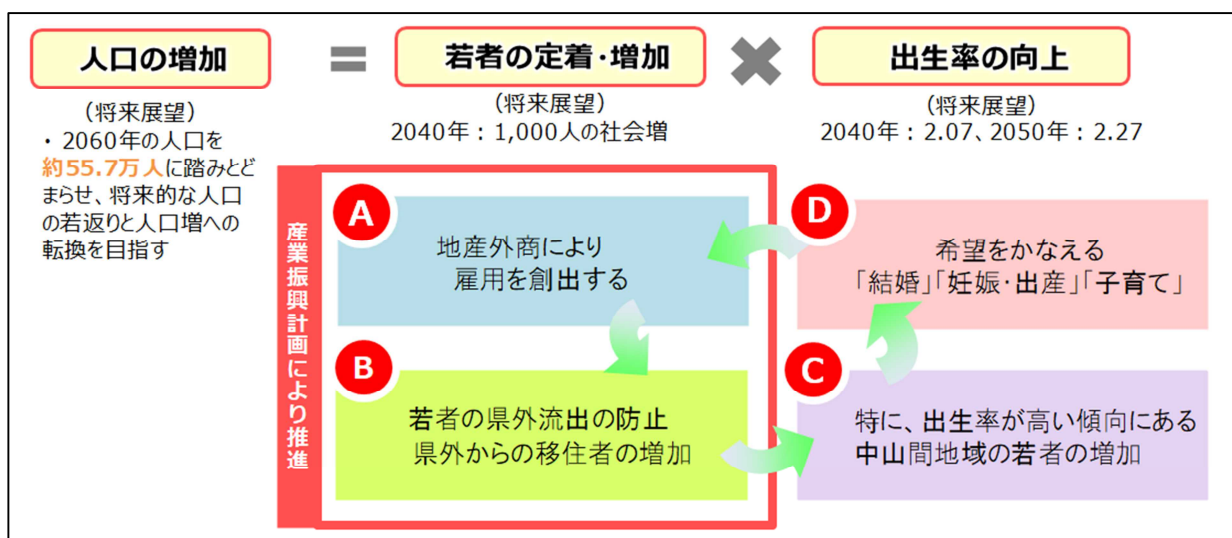 人口の増加
=
若者の定着・増加
✖
出生率の向上
(将来展望)
・ 2060年の人口を
約55.7万人に踏みとど
まらせ、将来的な人口
の若返りと人口増への
転換を目指す
(将来展望)
2040年：1,000人の社会増
(将来展望)
2040年：2.07、2050年：2.27
産業振興計画により推進
A
地産外商により
雇用を創出する
B
若者の県外流出の防止
県外からの移住者の増加
C
特に、出生率が高い傾向にある
中山間地域の若者の増加
D
希望をかなえる
「結婚」「妊娠・出産」「子育て」